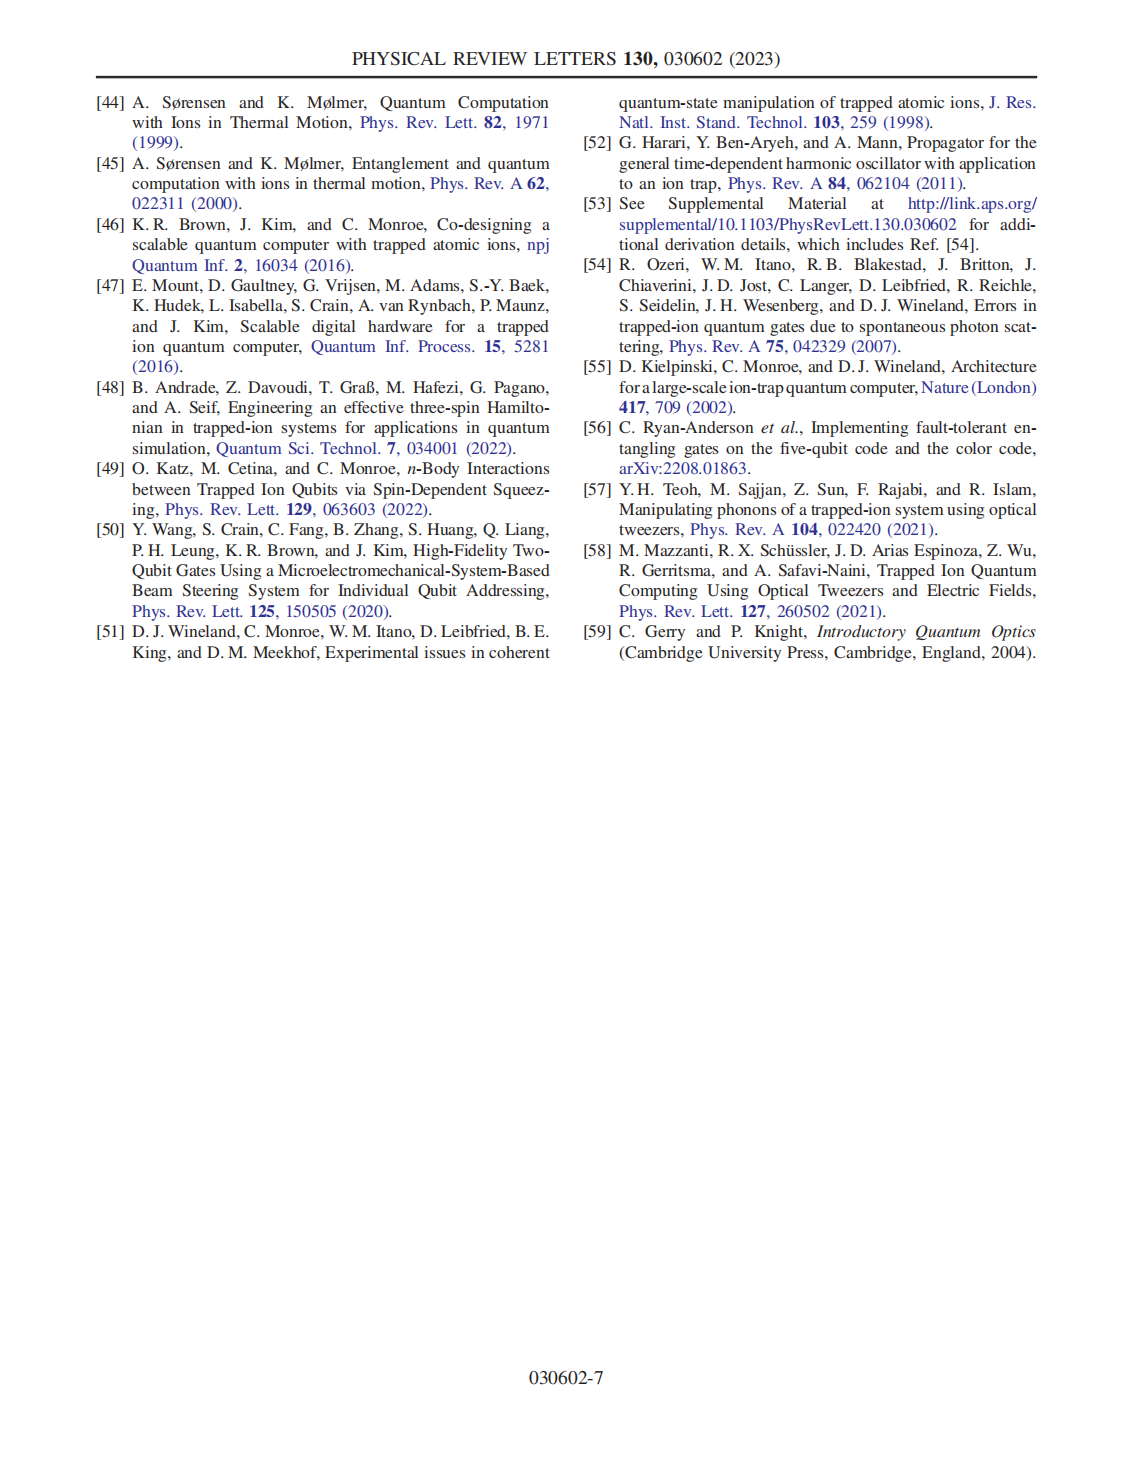 PHYSICAL REVIEW LETTERS 130, 030602 (2023)
[44] A. Sørensen and K. Mølmer, Quantum Computation
with Ions in Thermal Motion, Phys. Rev. Lett. 82, 1971
(1999).
[45] A. Sørensen and K. Mølmer, Entanglement and quantum
computation with ions in thermal motion, Phys. Rev. A 62,
022311 (2000).
[46] K. R. Brown, J. Kim, and C. Monroe, Co-designing a
scalable quantum computer with trapped atomic ions, npj
Quantum Inf. 2, 16034 (2016).
[47] E. Mount, D. Gaultney, G. Vrijsen, M. Adams, S.-Y. Baek,
K. Hudek, L. Isabella, S. Crain, A. van Rynbach, P. Maunz,
and J. Kim, Scalable digital hardware for a trapped
ion quantum computer, Quantum Inf. Process. 15, 5281
(2016).
[48] B. Andrade, Z. Davoudi, T. Graß, M. Hafezi, G. Pagano,
and A. Seif, Engineering an effective three-spin Hamilto-
nian in trapped-ion systems for applications in quantum
simulation, Quantum Sci. Technol. 7, 034001 (2022).
[49] O. Katz, M. Cetina, and C. Monroe, n-Body Interactions
between Trapped Ion Qubits via Spin-Dependent Squeez-
ing, Phys. Rev. Lett. 129, 063603 (2022).
[50] Y. Wang, S. Crain, C. Fang, B. Zhang, S. Huang, Q. Liang,
P. H. Leung, K. R. Brown, and J. Kim, High-Fidelity Two-
Qubit Gates Using a Microelectromechanical-System-Based
Beam Steering System for Individual Qubit Addressing,
Phys. Rev. Lett. 125, 150505 (2020).
[51] D. J. Wineland, C. Monroe, W. M. Itano, D. Leibfried, B. E.
King, and D. M. Meekhof, Experimental issues in coherent
quantum-state manipulation of trapped atomic ions, J. Res.
Natl. Inst. Stand. Technol. 103, 259 (1998).
[52] G. Harari, Y. Ben-Aryeh, and A. Mann, Propagator for the
general time-dependent harmonic oscillator with application
to an ion trap, Phys. Rev. A 84, 062104 (2011).
[53] See Supplemental Material at http://link.aps.org/
supplemental/10.1103/PhysRevLett.130.030602 for addi-
tional derivation details, which includes Ref. [54].
[54] R. Ozeri, W. M. Itano, R. B. Blakestad, J. Britton, J.
Chiaverini, J. D. Jost, C. Langer, D. Leibfried, R. Reichle,
S. Seidelin, J. H. Wesenberg, and D. J. Wineland, Errors in
trapped-ion quantum gates due to spontaneous photon scat-
tering, Phys. Rev. A 75, 042329 (2007).
[55] D. Kielpinski, C. Monroe, and D. J. Wineland, Architecture
for a large-scale ion-trap quantum computer, Nature (London)
417, 709 (2002).
[56] C. Ryan-Anderson et al., Implementing fault-tolerant en-
tangling gates on the five-qubit code and the color code,
arXiv:2208.01863.
[57] Y. H. Teoh, M. Sajjan, Z. Sun, F. Rajabi, and R. Islam,
Manipulating phonons of a trapped-ion system using optical
tweezers, Phys. Rev. A 104, 022420 (2021).
[58] M. Mazzanti, R. X. Schüssler, J. D. Arias Espinoza, Z. Wu,
R. Gerritsma, and A. Safavi-Naini, Trapped Ion Quantum
Computing Using Optical Tweezers and Electric Fields,
Phys. Rev. Lett. 127, 260502 (2021).
[59] C. Gerry and P. Knight, Introductory Quantum Optics
(Cambridge University Press, Cambridge, England, 2004).
030602-7